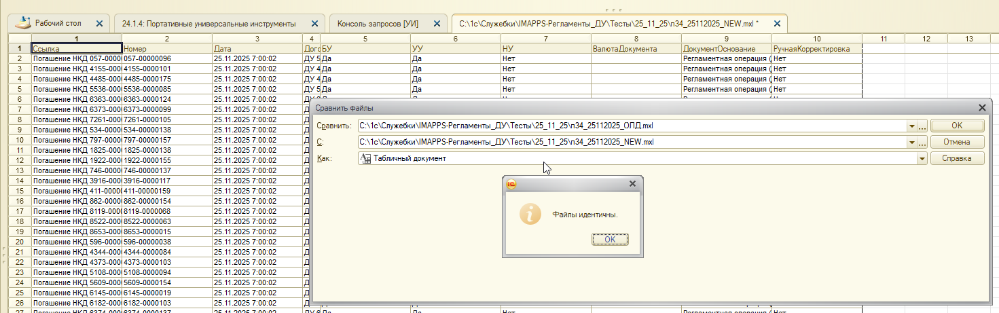 Рабочий стол 24.1.4: Портативные универсальные инструменты Консоль запросов [УИ] C:\1с\Служебки\IMAPPS-Регламенты_ДУ\Тесты\25_11_25\п34_25112025_NEW.mxl *
1 2 3 4 5 6 7 8 9 10 11 12 13
1 Ссылка Номер Дата Дого БУ УУ НУ ВалютаДокумента ДокументОснование РучнаяКорректировка
2 Погашение НКД 057-0000 057-00000096 25.11.2025 7:00:02 ДУ 5 Да Да Нет Регламентная операция ( Нет
3 Погашение НКД 4155-000 4155-0000101 25.11.2025 7:00:02 ДУ 4 Да Да Нет Регламентная операция ( Нет
4 Погашение НКД 4485-000 4485-0000175 25.11.2025 7:00:02 ДУ 4 Да Да Нет Регламентная операция ( Нет
5 Погашение НКД 5536-000 5536-0000085 25.11.2025 7:00:02 ДУ 5 Да Да Нет Регламентная операция ( Нет
6 Погашение НКД 6363-000 6363-0000124 25.11.2025 7:00:02
7 Погашение НКД 6373-000 6373-0000099 25.11.2025 7:00:02 Д
8 Погашение НКД 7261-000 7261-0000105 25.11.2025 7:00:02 Д
9 Погашение НКД 534-0000 534-00000138 25.11.2025 7:00:02 Д
10 Погашение НКД 797-0000 797-00000157 25.11.2025 7:00:02 Д
11 Погашение НКД 1825-000 1825-0000138 25.11.2025 7:00:02 Д
12 Погашение НКД 1922-000 1922-0000155 25.11.2025 7:00:02 Д
13 Погашение НКД 746-0000 746-00000137 25.11.2025 7:00:02 Д
14 Погашение НКД 3916-000 3916-0000117 25.11.2025 7:00:02 Д
15 Погашение НКД 411-0000 411-00000159 25.11.2025 7:00:02 Д
16 Погашение НКД 862-0000 862-00000154 25.11.2025 7:00:02 Д
17 Погашение НКД 8119-000 8119-0000068 25.11.2025 7:00:02 Д
18 Погашение НКД 8522-000 8522-0000063 25.11.2025 7:00:02 Д
19 Погашение НКД 8653-000 8653-0000015 25.11.2025 7:00:02 Д
20 Погашение НКД 596-0000 596-00000038 25.11.2025 7:00:02 Д
21 Погашение НКД 4344-000 4344-0000084 25.11.2025 7:00:02 Д
22 Погашение НКД 4373-000 4373-0000103 25.11.2025 7:00:02 Д
23 Погашение НКД 5108-000 5108-0000094 25.11.2025 7:00:02 Д
24 Погашение НКД 5609-000 5609-0000154 25.11.2025 7:00:02 Д
25 Погашение НКД 6145-000 6145-0000019 25.11.2025 7:00:02 Д
26 Погашение НКД 6182-000 6182-0000103 25.11.2025 7:00:02 Д
27 Погашение НКД 6374-000 6374-0000137 25.11.2025 7:00:02 ДУ 6 Да Да Нет Регламентная операция ( Нет
Сравнить файлы
Сравнить: C:\1с\Служебки\IMAPPS-Регламенты_ДУ\Тесты\25_11_25\п34_25112025_ОЛД.mxl ... OK
С: C:\1с\Служебки\IMAPPS-Регламенты_ДУ\Тесты\25_11_25\п34_25112025_NEW.mxl ... Отмена
Как: Табличный документ Справка
Файлы идентичны.
OK